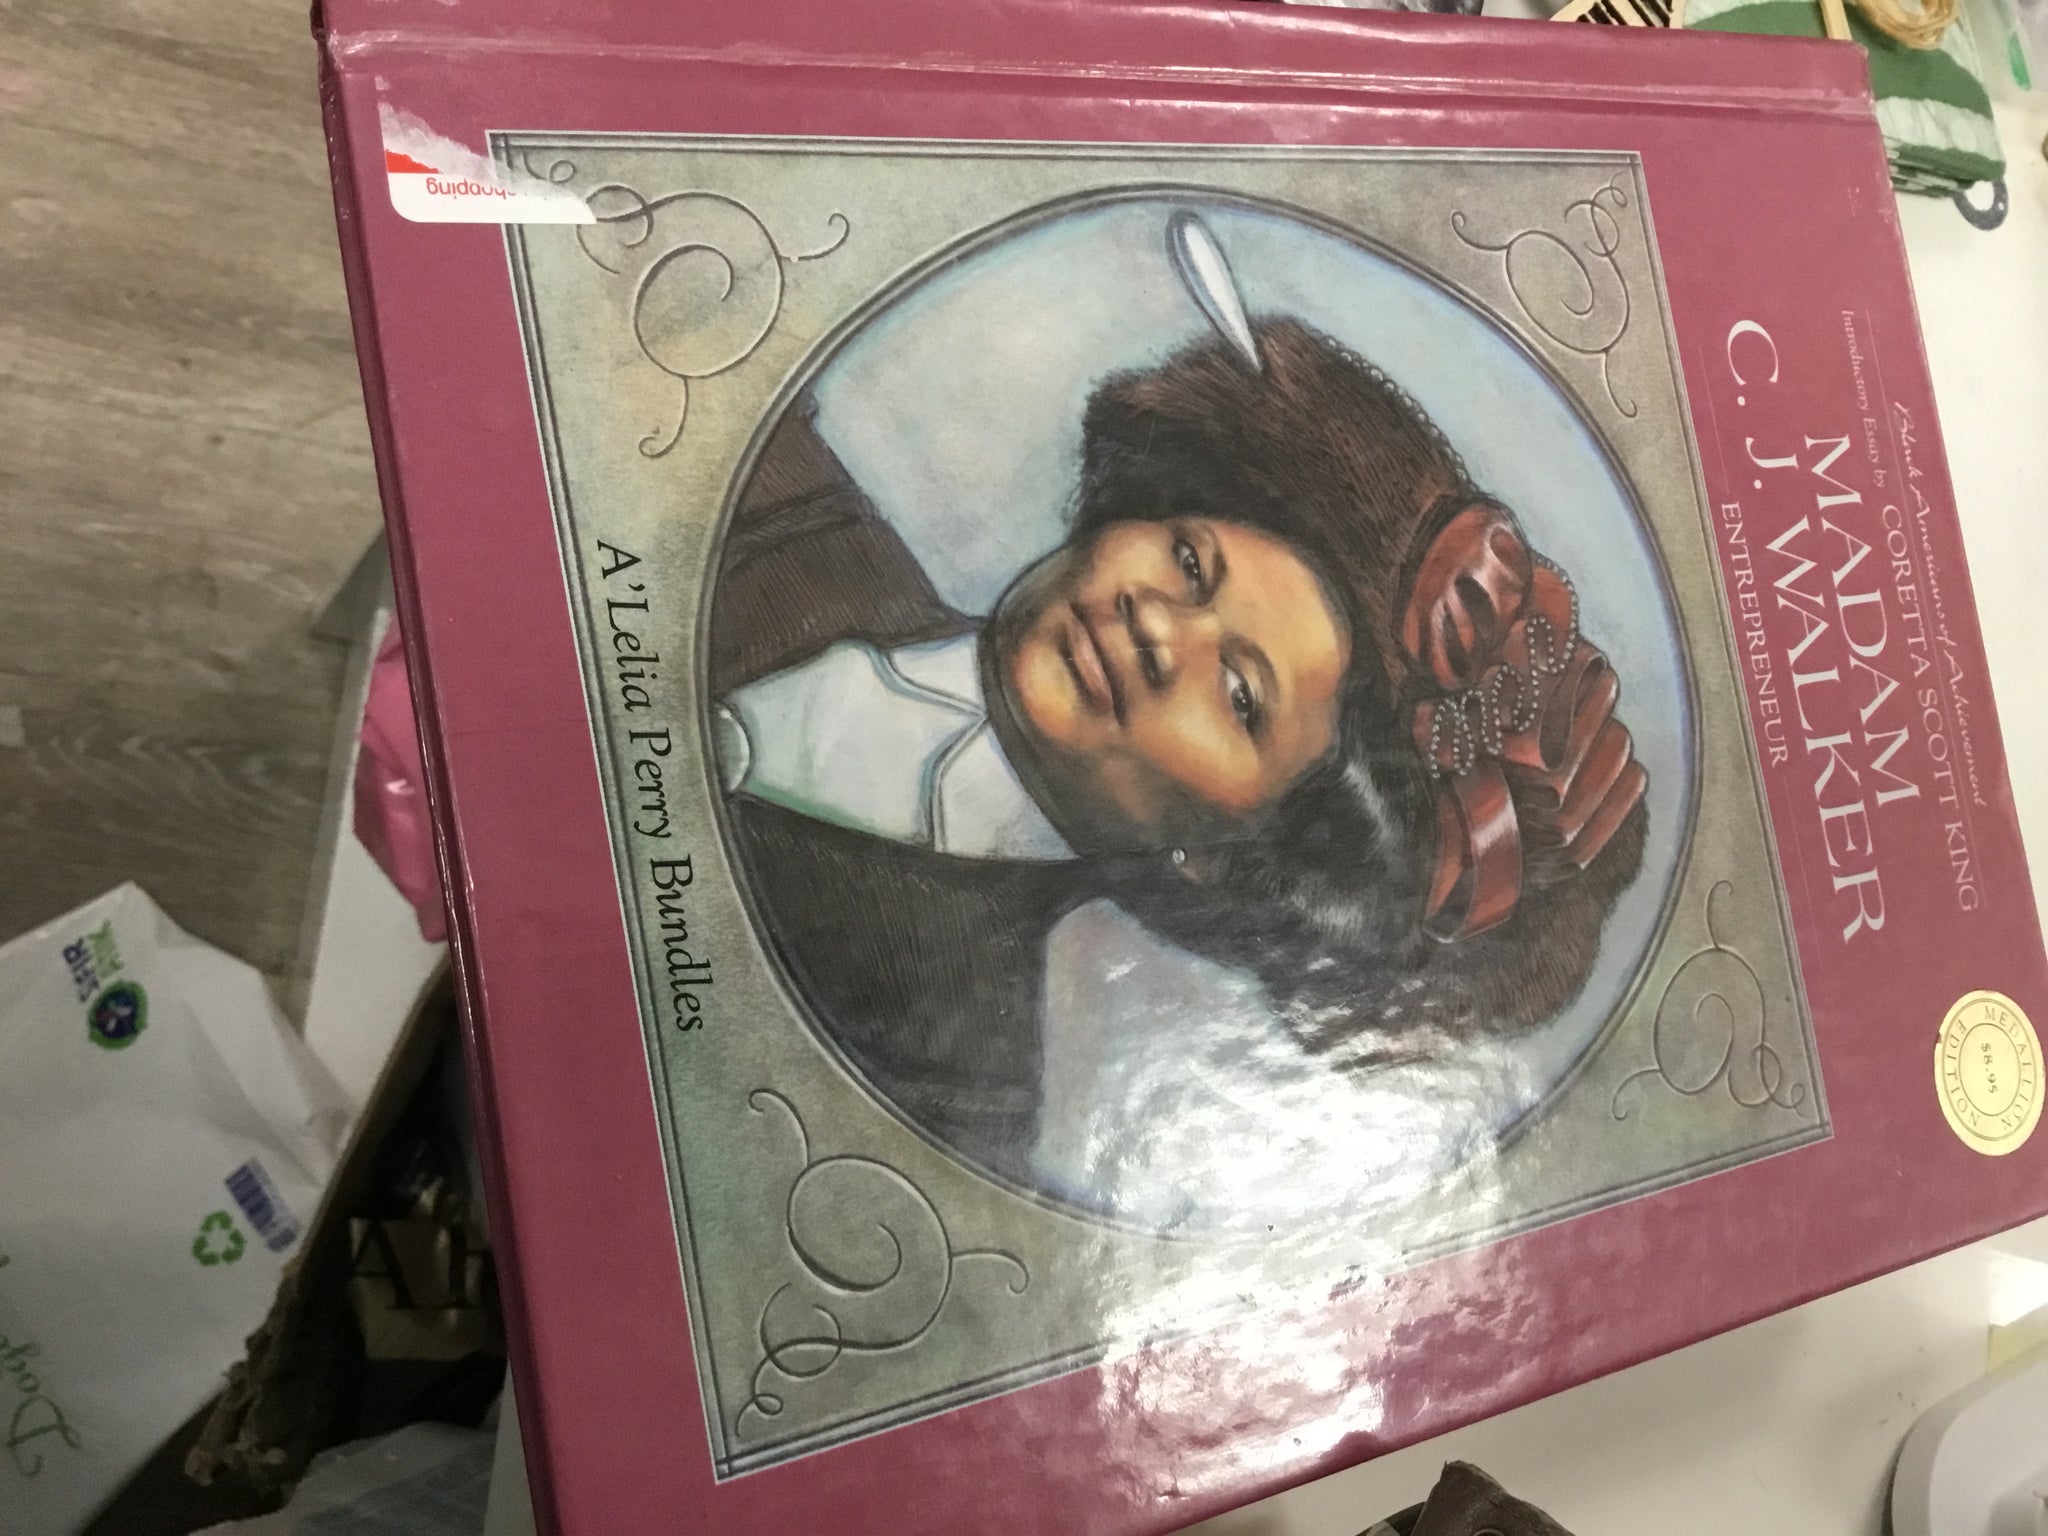 Black Americans of Achievement
Introductory Essay by CORETTA SCOTT KING
MADAM
C. J. WALKER
ENTREPRENEUR
MEDALLION
$8.95
EDITION
A'Lelia Perry Bundles
shopping